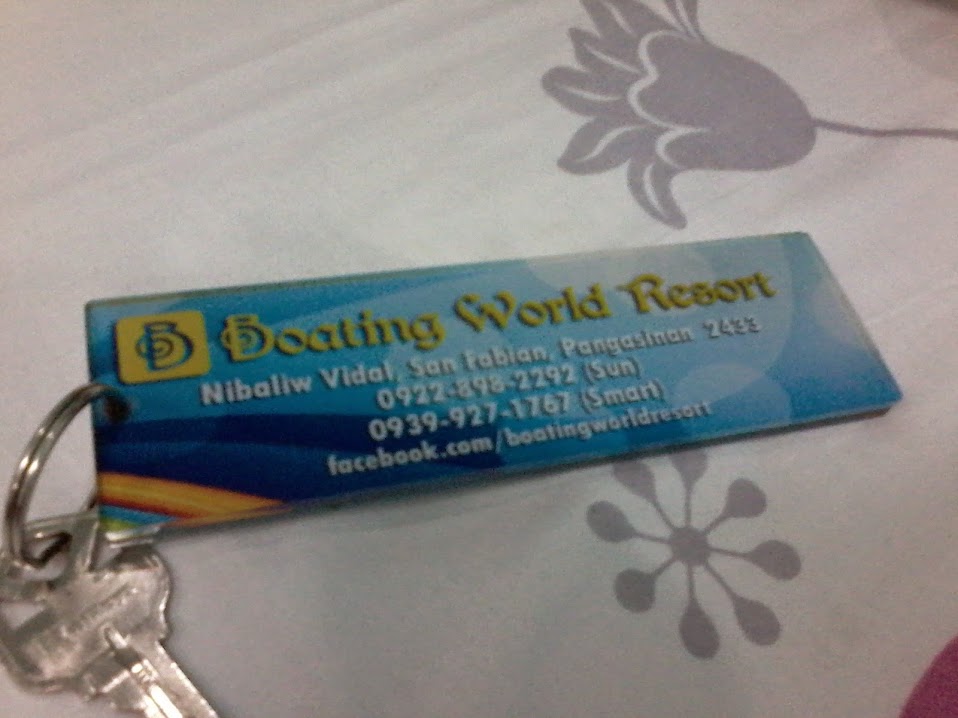 Boating World Resort
Nibaliw Vidal, San Fabian, Pangasinan 2433
0922-898-2292 (Sun)
0939-927-1767 (Smart)
facebook.com/boatingworldresort